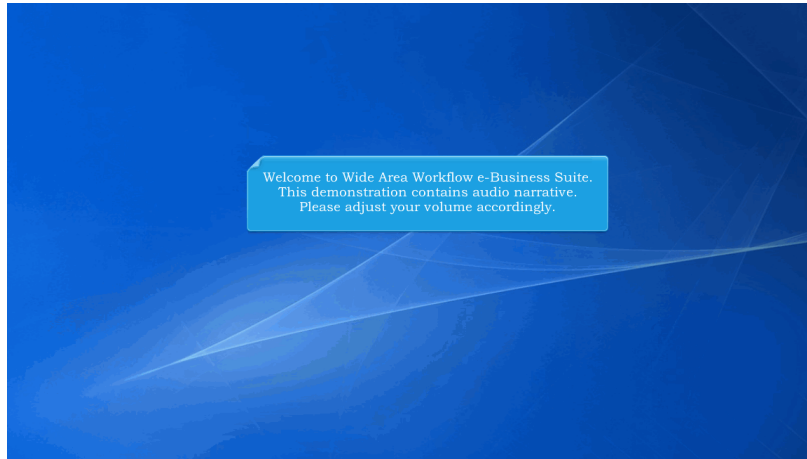 Welcome to Wide Area Workflow e-Business Suite.
This demonstration contains audio narrative.
Please adjust your volume accordingly.